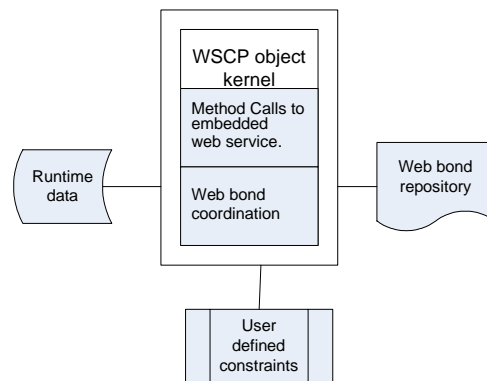 WSCP object
kernel
Method Calls to
embedded
web service.
Runtime
data
Web bond
coordination
Web bond
repository
User
defined
constraints